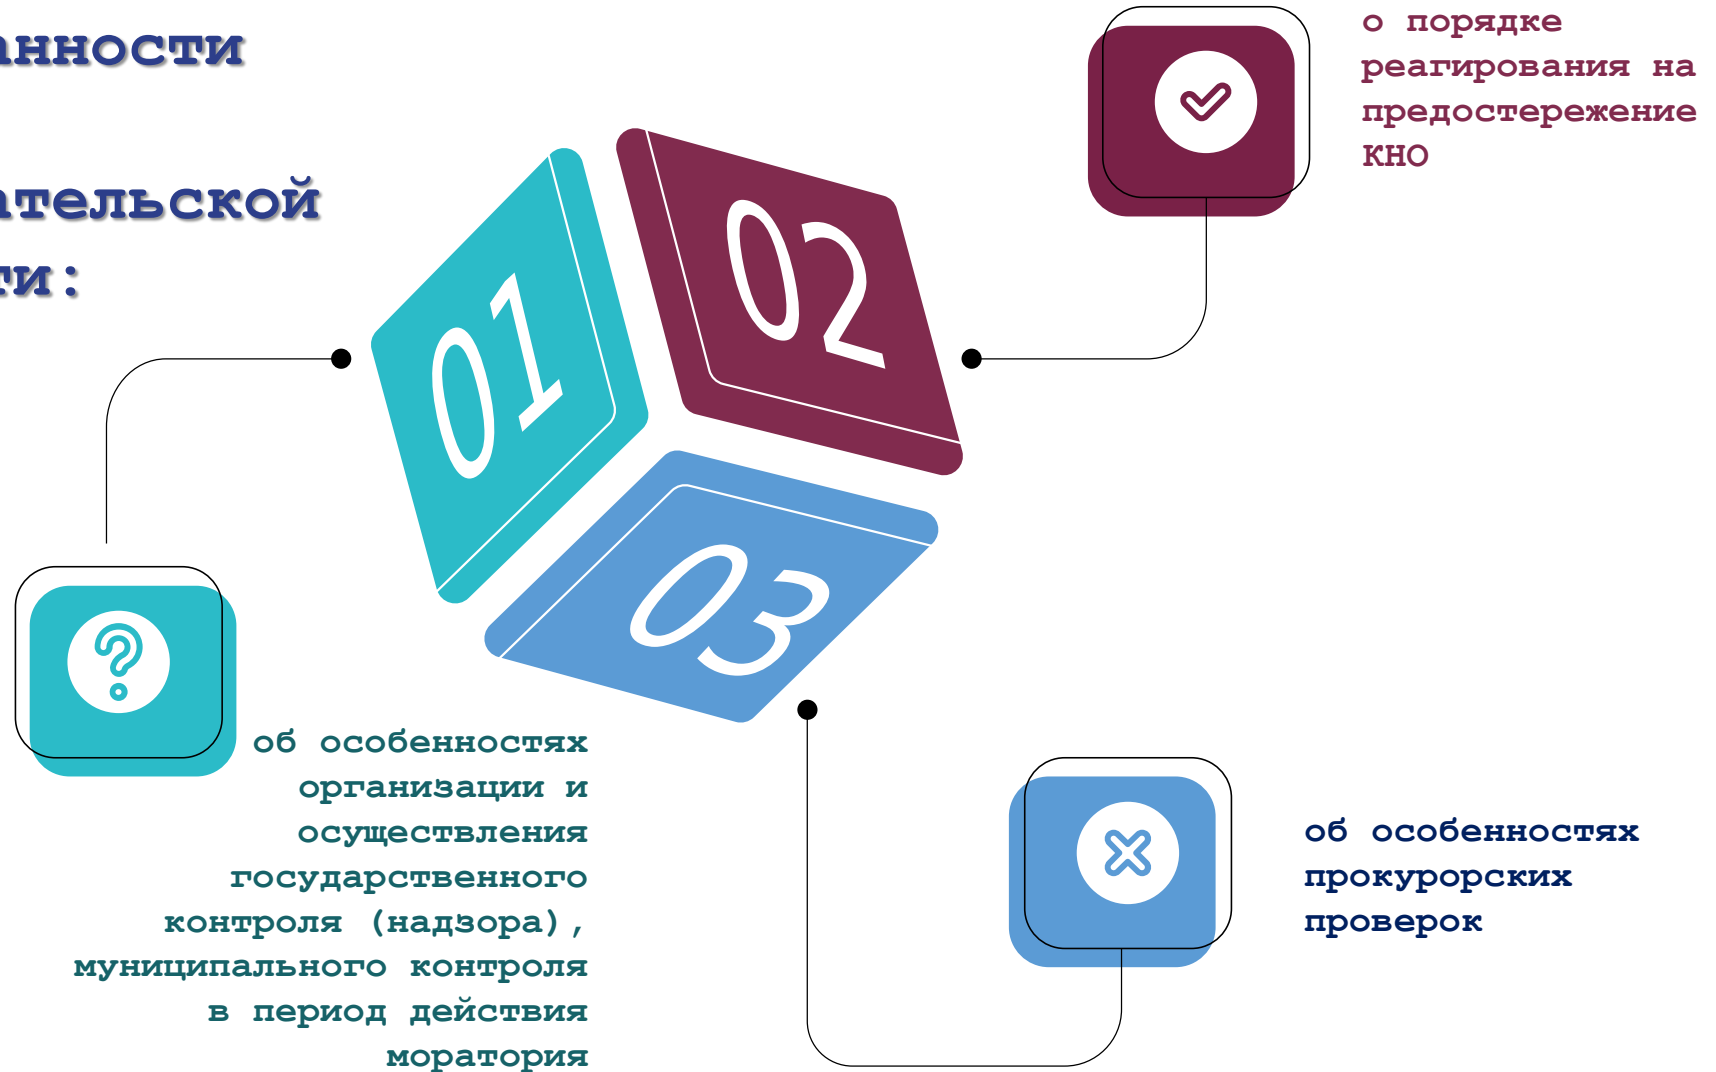 анности
ательской
ти:
01
02
03
о порядке
реагирования на
предостережение
КНО
об особенностях
организации и
осуществления
государственного
контроля (надзора),
муниципального контроля
в период действия
моратория
об особенностях
прокурорских
проверок